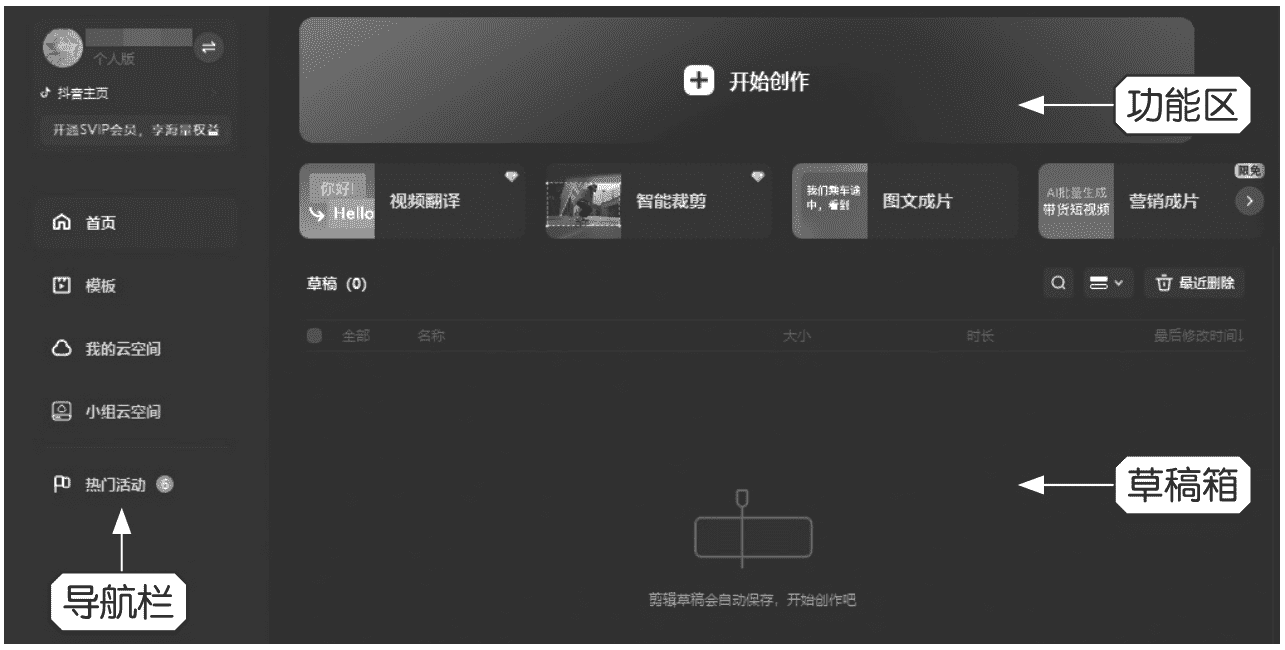 个人版
抖音主页
开通SVIP会员，享海量权益
首页
模板
我的云空间
小组云空间
热门活动
导航栏
开始创作
功能区
你好!
Hello
视频翻译
智能裁剪
我们乘车途
中，看到
图文成片
AI批量生成
带货短视频
营销成片
限免
草稿 (0)
最近删除
全部 名称 大小 时长 最后修改时间↓
草稿箱
剪辑草稿会自动保存，开始创作吧